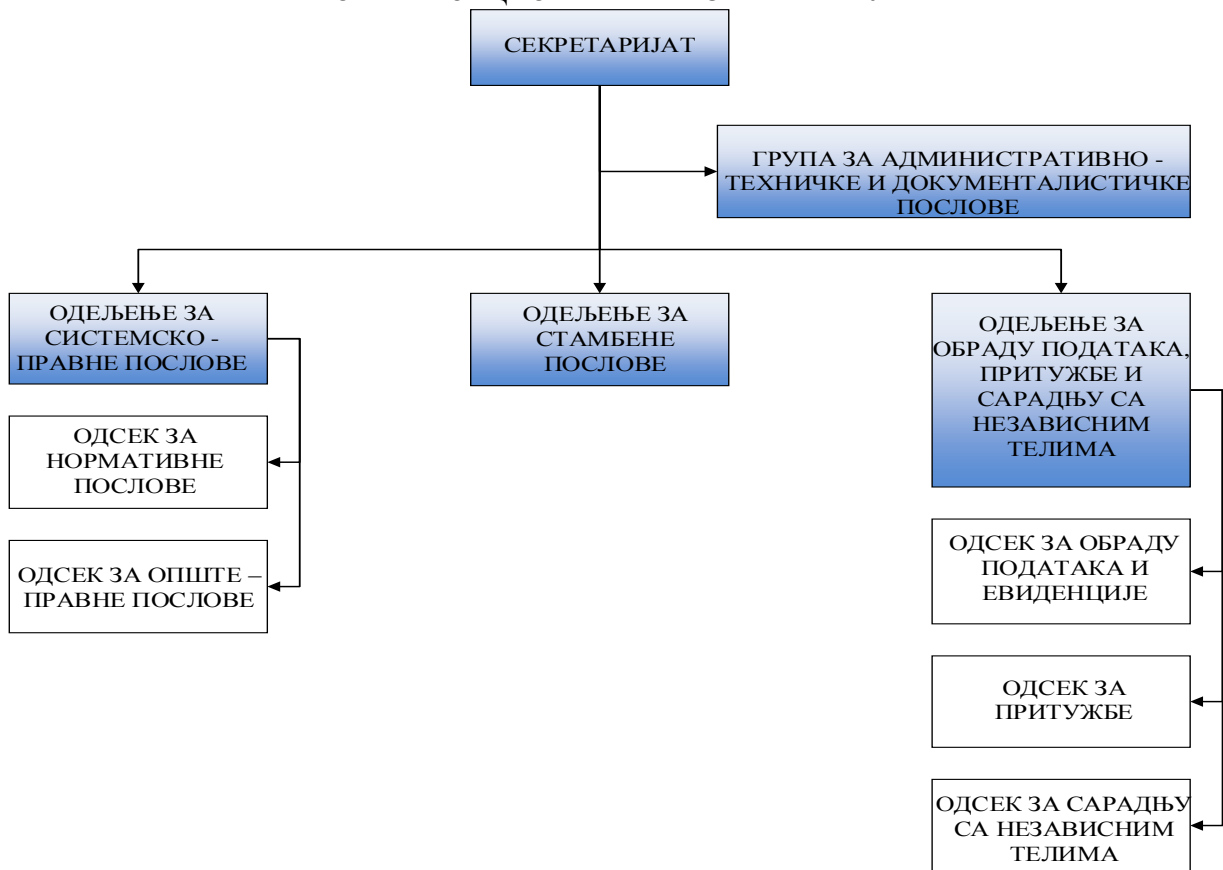 СЕКРЕТАРИЈАТ
ГРУПА ЗА АДМИНИСТРАТИВНО -
ТЕХНИЧКЕ И ДОКУМЕНТАЛИСТИЧКЕ
ПОСЛОВЕ
ОДЕЉЕЊЕ ЗА
СИСТЕМСКО -
ПРАВНЕ ПОСЛОВЕ
ОДСЕК ЗА
НОРМАТИВНЕ
ПОСЛОВЕ
ОДСЕК ЗА ОПШТЕ –
ПРАВНЕ ПОСЛОВЕ
ОДЕЉЕЊЕ ЗА
СТАМБЕНЕ
ПОСЛОВЕ
ОДЕЉЕЊЕ ЗА
ОБРАДУ ПОДАТАКА,
ПРИТУЖБЕ И
САРАДЊУ СА
НЕЗАВИСНИМ
ТЕЛИМА
ОДСЕК ЗА ОБРАДУ
ПОДАТАКА И
ЕВИДЕНЦИЈЕ
ОДСЕК ЗА
ПРИТУЖБЕ
ОДСЕК ЗА САРАДЊУ
СА НЕЗАВИСНИМ
ТЕЛИМА